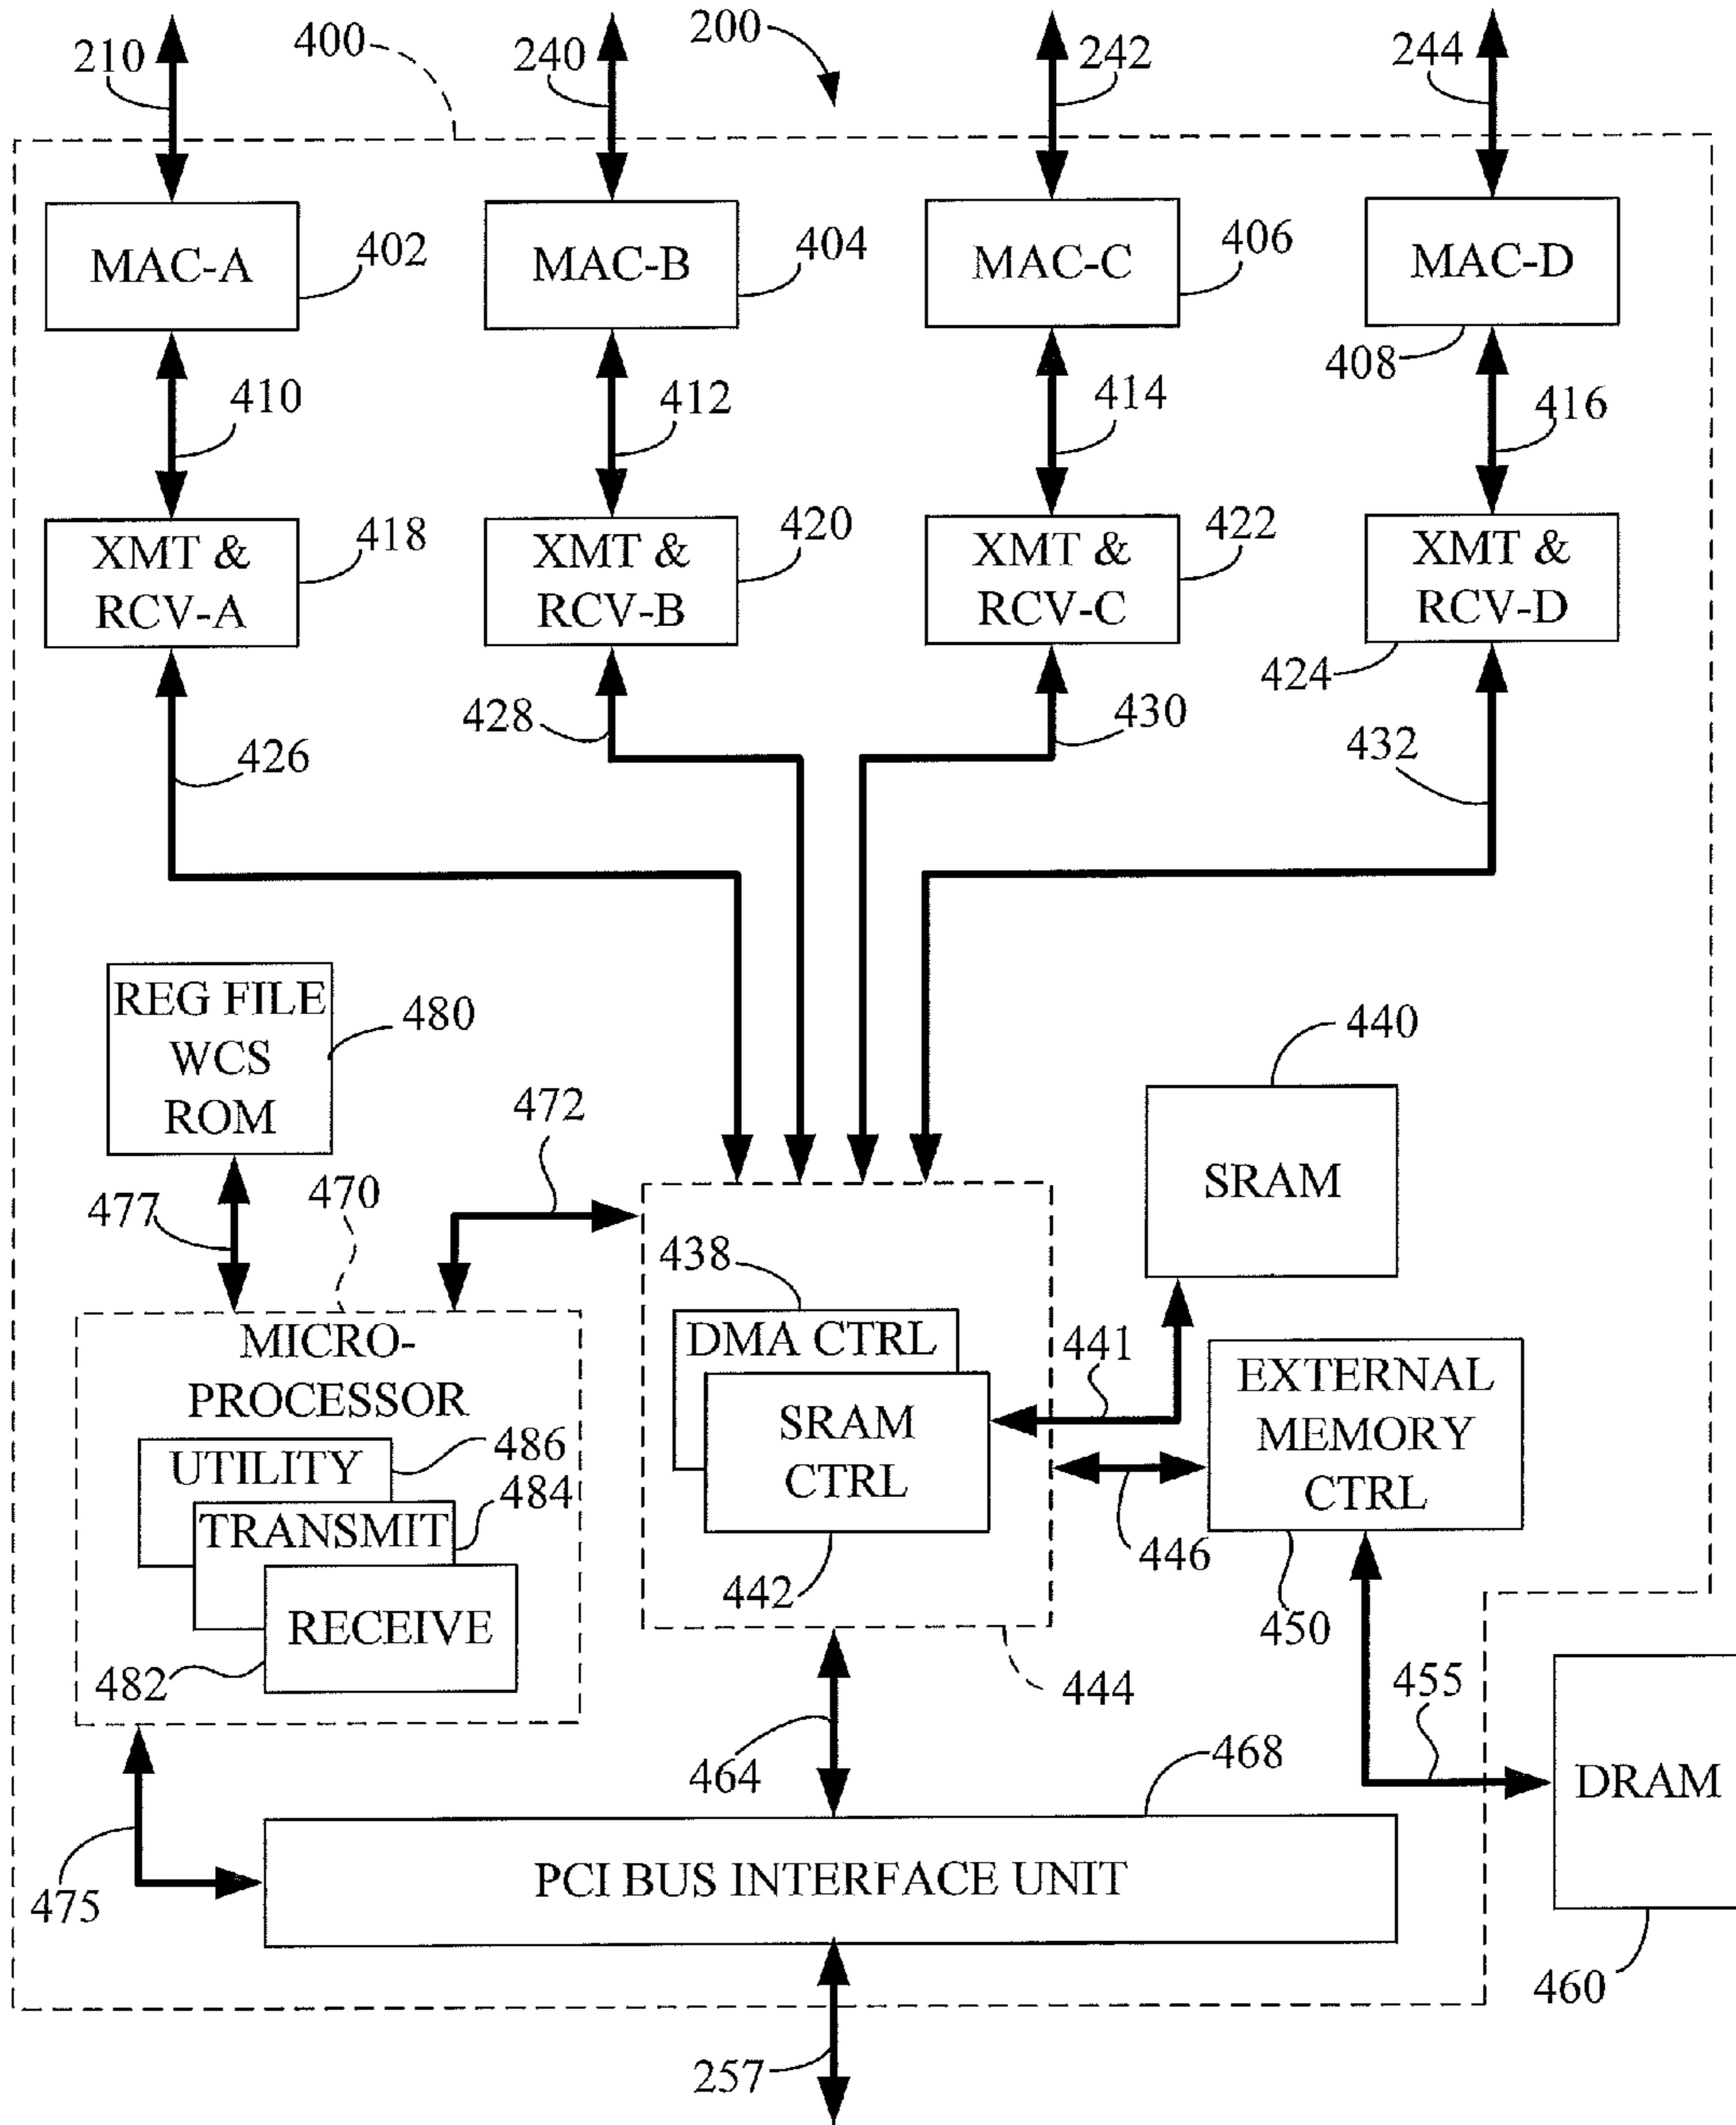 210
400
240
200
242
244
MAC-A
402
MAC-B
404
MAC-C
406
MAC-D
408
410
412
414
416
XMT &
RCV-A
418
XMT &
RCV-B
420
XMT &
RCV-C
422
XMT &
RCV-D
424
426
428
430
432
REG FILE
WCS
ROM
480
440
SRAM
472
477
470
438
DMA CTRL
SRAM
CTRL
442
441
446
EXTERNAL
MEMORY
CTRL
450
MICRO-
PROCESSOR
UTILITY
486
TRANSMIT
484
RECEIVE
482
444
455
DRAM
460
464
468
PCI BUS INTERFACE UNIT
475
257